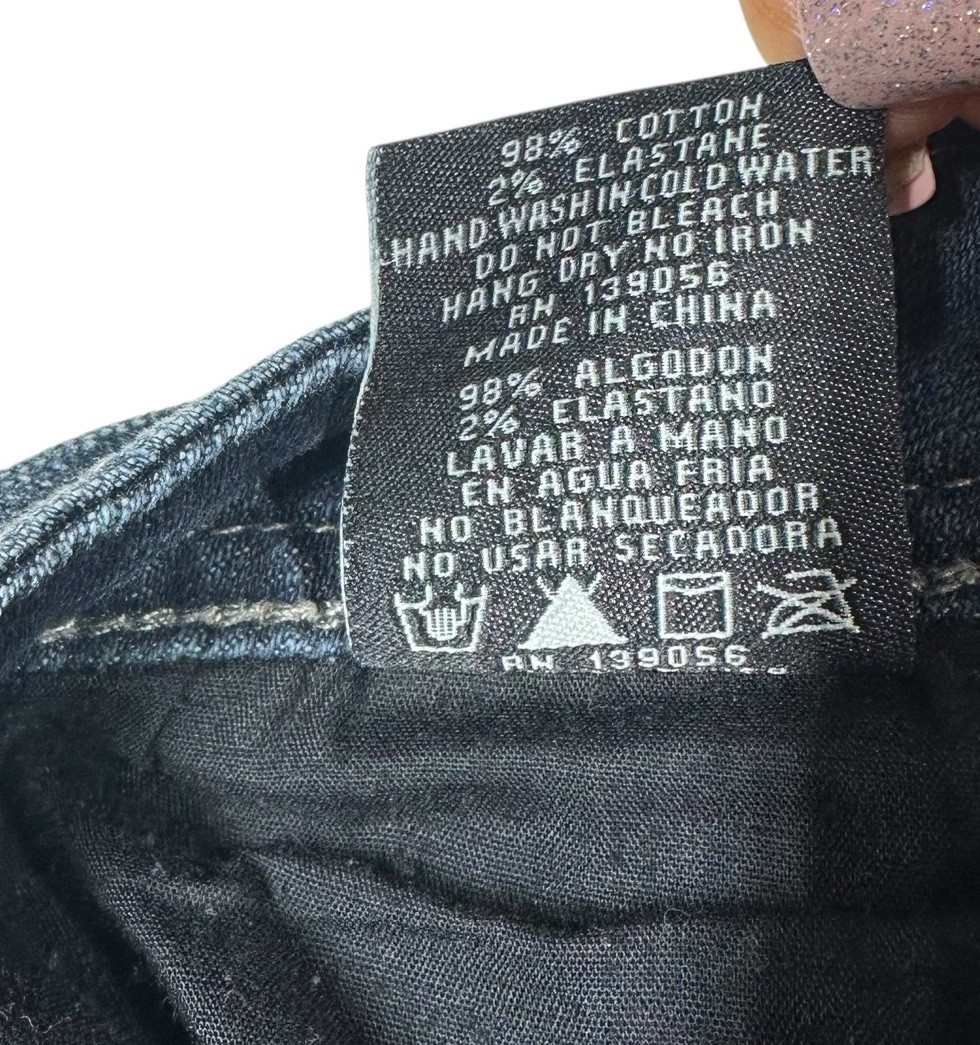 98% COTTON
2% ELASTANE
HAND WASH IN COLD WATER
DO NOT BLEACH
HANG DRY NO IRON
RN 139056
MADE IN CHINA
98% ALGODON
2% ELASTANO
LAVAR A MANO
EN AGUA FRIA
NO BLANQUEADOR
NO USAR SECADORA
RN 139056